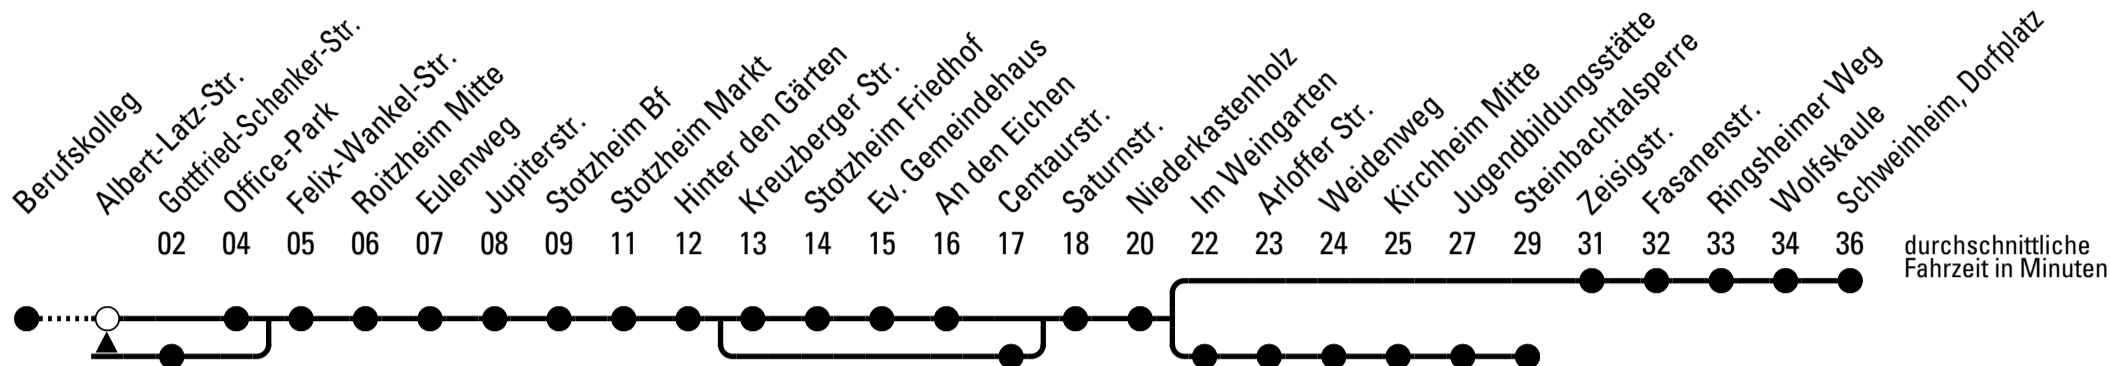 Berufskolleg
Albert-Latz-Str.
Gottfried-Schenker-Str.
Office-Park
Felix-Wankel-Str.
Roitzheim Mitte
Eulenweg
Jupiterstr.
Stotzheim Bf
Stotzheim Markt
Hinter den Gärten
Kreuzberger Str.
Stotzheim Friedhof
Ev. Gemeindehaus
An den Eichen
Centaurstr.
Saturnstr.
Niederkastenholz
Im Weingarten
Arloffer Str.
Weidenweg
Kirchheim Mitte
Jugendbildungsstätte
Steinbachtalsperre
Zeisigstr.
Fasanenstr.
Ringsheimer Weg
Wolfskaule
Schweinheim, Dorfplatz
02 04 05 06 07 08 09 11 12 13 14 15 16 17 18 20 22 23 24 25 27 29 31 32 33 34 36
durchschnittliche
Fahrzeit in Minuten